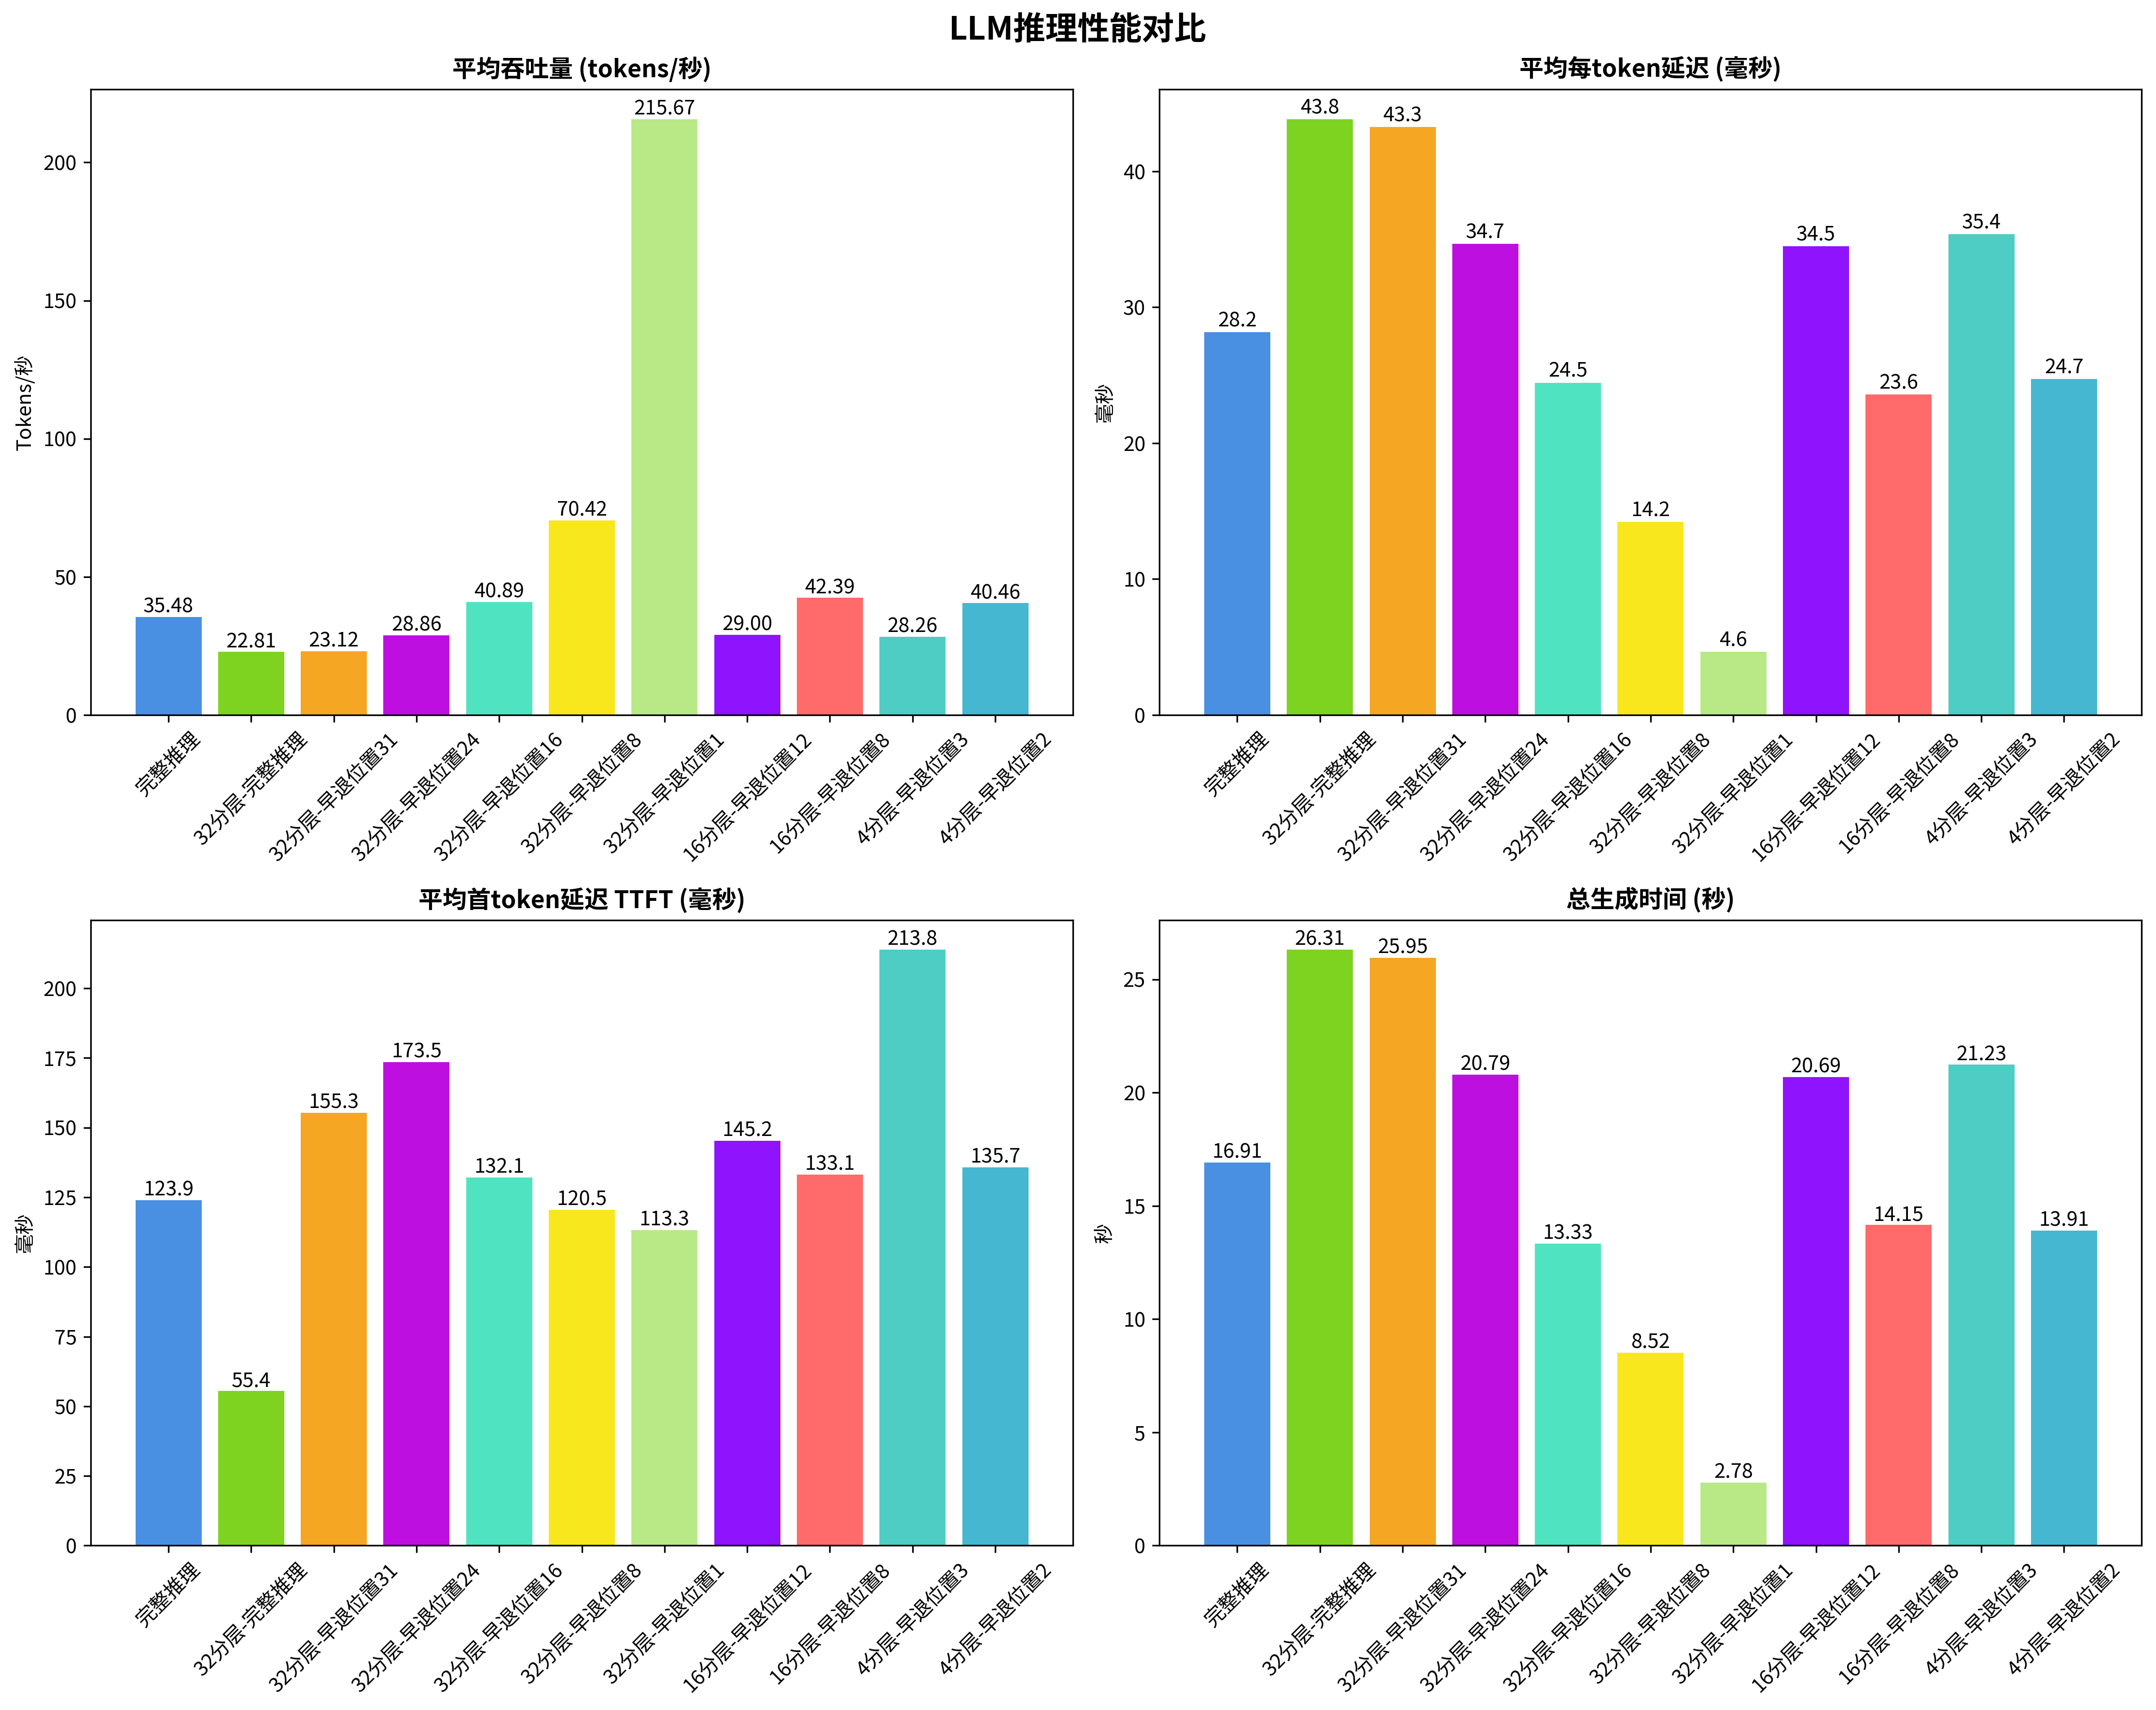 LLM推理性能对比
平均吞吐量 (tokens/秒)
Tokens/秒
200
150
100
50
0
35.48
22.81
23.12
28.86
40.89
70.42
215.67
29.00
42.39
28.26
40.46
完整推理
32分层-完整推理
32分层-早退位置31
32分层-早退位置24
32分层-早退位置16
32分层-早退位置8
32分层-早退位置1
16分层-早退位置12
16分层-早退位置8
4分层-早退位置3
4分层-早退位置2
平均每token延迟 (毫秒)
毫秒
40
30
20
10
0
28.2
43.8
43.3
34.7
24.5
14.2
4.6
34.5
23.6
35.4
24.7
完整推理
32分层-完整推理
32分层-早退位置31
32分层-早退位置24
32分层-早退位置16
32分层-早退位置8
32分层-早退位置1
16分层-早退位置12
16分层-早退位置8
4分层-早退位置3
4分层-早退位置2
平均首token延迟 TTFT (毫秒)
毫秒
200
175
150
125
100
75
50
25
0
123.9
55.4
155.3
173.5
132.1
120.5
113.3
145.2
133.1
213.8
135.7
完整推理
32分层-完整推理
32分层-早退位置31
32分层-早退位置24
32分层-早退位置16
32分层-早退位置8
32分层-早退位置1
16分层-早退位置12
16分层-早退位置8
4分层-早退位置3
4分层-早退位置2
总生成时间 (秒)
秒
25
20
15
10
5
0
16.91
26.31
25.95
20.79
13.33
8.52
2.78
20.69
14.15
21.23
13.91
完整推理
32分层-完整推理
32分层-早退位置31
32分层-早退位置24
32分层-早退位置16
32分层-早退位置8
32分层-早退位置1
16分层-早退位置12
16分层-早退位置8
4分层-早退位置3
4分层-早退位置2